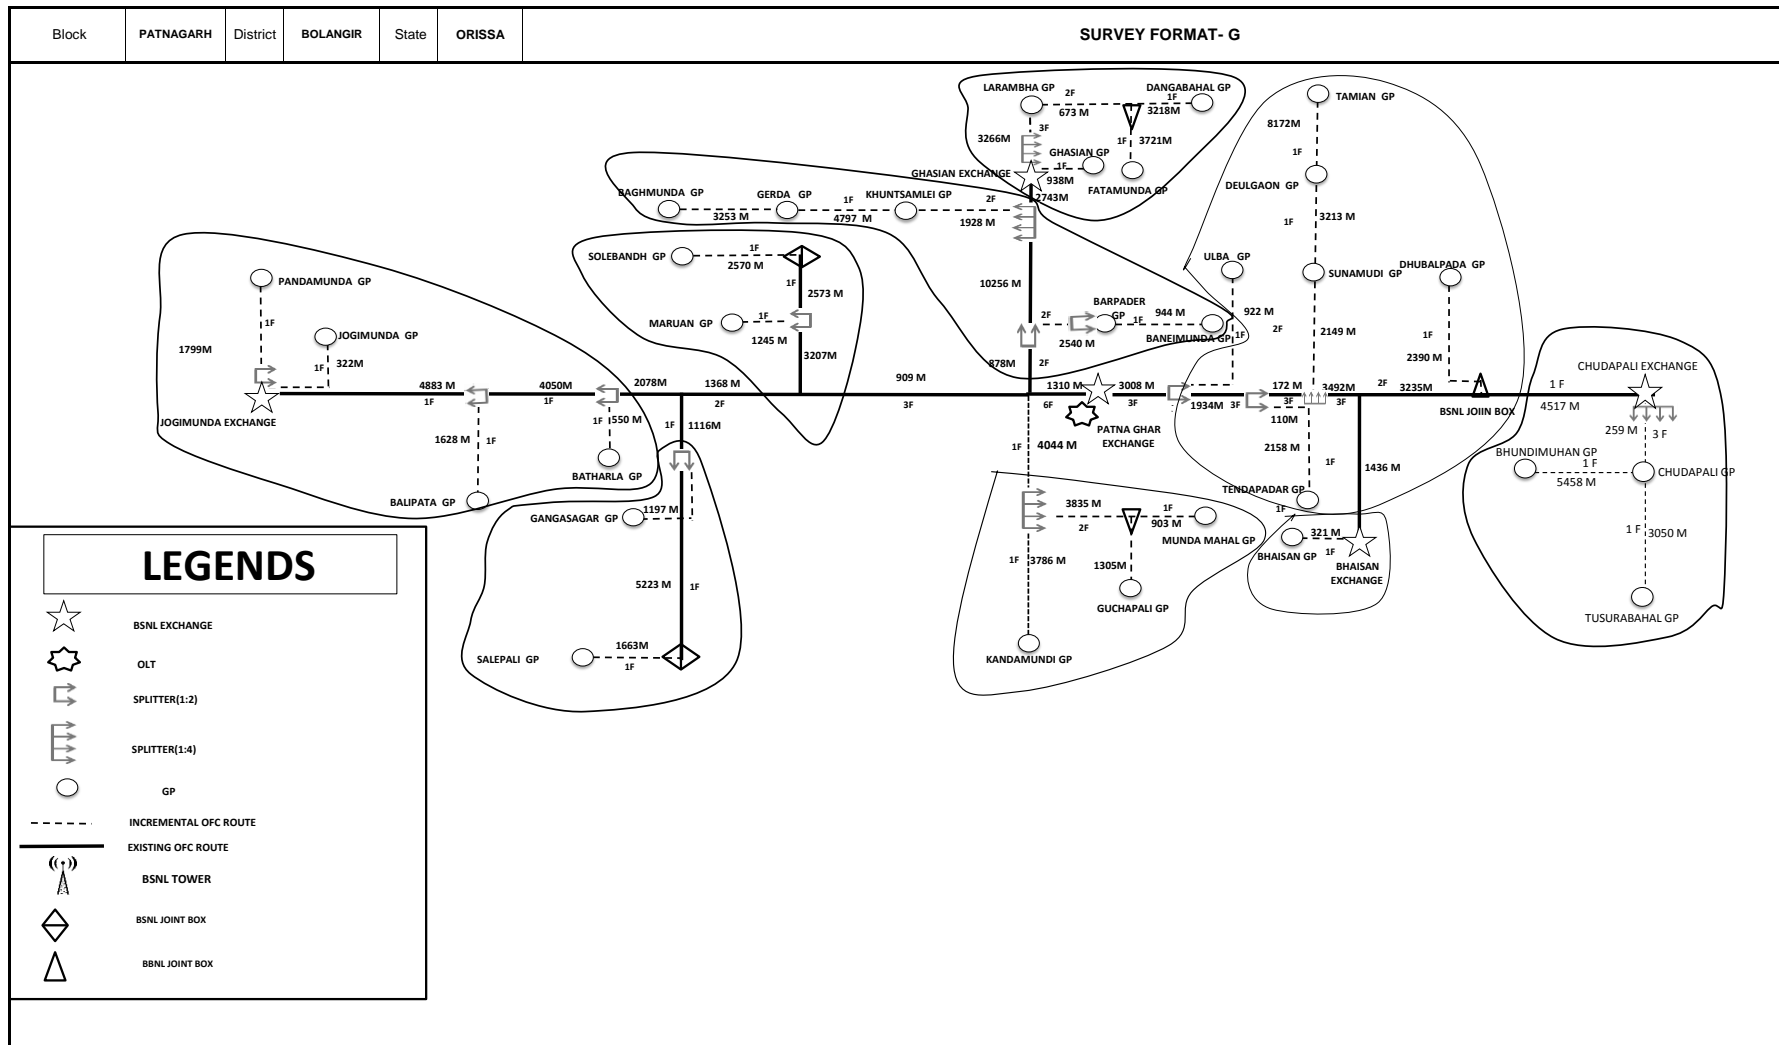 Block PATNAGARH District BOLANGIR State ORISSA SURVEY FORMAT- G
LARAMBHA GP
2F
673 M
DANGABAHAL GP
1F
3218M
3F
3266M
1F 3721M
GHASIAN GP
1F
938M
GHASIAN EXCHANGE
FATAMUNDA GP
2743M
TAMIAN GP
8172M
1F
DEULGAON GP
3213 M
1F
SUNAMUDI GP
2149 M
2F
BAGHMUNDA GP
3253 M
GERDA GP
1F
4797 M
KHUNTSAMLEI GP
2F
1928 M
SOLEBANDH GP
1F
2570 M
1F
2573 M
MARUAN GP
1F
1245 M
3207M
10256 M
BARPADER GP
2F
2540 M
1F
944 M
BANEIMUNDA GP
878M
2F
ULBA GP
922 M
1F
DHUBALPADA GP
1F
2390 M
PANDAMUNDA GP
1F
1799M
JOGIMUNDA GP
1F
322M
JOGIMUNDA EXCHANGE
4883 M
1F
4050M
1F
2078M
1368 M
2F
909 M
3F
1310 M
6F
3008 M
3F
1934M
3F
172 M
3F
110M
3492M
3F
2F
3235M
BSNL JOIIN BOX
1 F
4517 M
CHUDAPALI EXCHANGE
PATNA GHAR
EXCHANGE
1628 M
1F
BALIPATA GP
1F
550 M
BATHARLA GP
1F
1116M
GANGASAGAR GP
1197 M
5223 M
1F
SALEPALI GP
1663M
1F
1F
4044 M
3835 M
2F
1F
903 M
MUNDA MAHAL GP
1305M
GUCHAPALI GP
1F
3786 M
KANDAMUNDI GP
2158 M
1F
TENDAPADAR GP
1436 M
1F
321 M
1F
BHAISAN GP
BHAISAN
EXCHANGE
259 M
3 F
BHUNDIMUHAN GP
1 F
5458 M
CHUDAPALI GP
1 F
3050 M
TUSURABAHAL GP
LEGENDS
BSNL EXCHANGE
OLT
SPLITTER(1:2)
SPLITTER(1:4)
GP
INCREMENTAL OFC ROUTE
EXISTING OFC ROUTE
BSNL TOWER
BSNL JOINT BOX
BBNL JOINT BOX